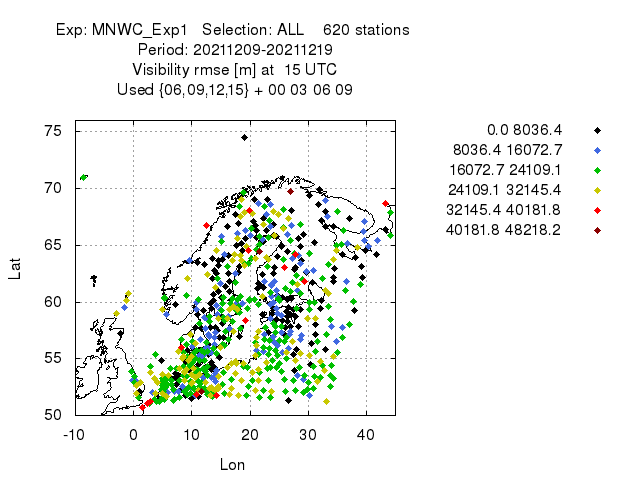 Exp: MNWC_Exp1 Selection: ALL 620 stations
Period: 20211209-20211219
Visibility rmse [m] at 15 UTC
Used {06,09,12,15} + 00 03 06 09
0.0 8036.4
8036.4 16072.7
16072.7 24109.1
24109.1 32145.4
32145.4 40181.8
40181.8 48218.2
75
70
65
60
55
50
Lat
-10 0 10 20 30 40
Lon